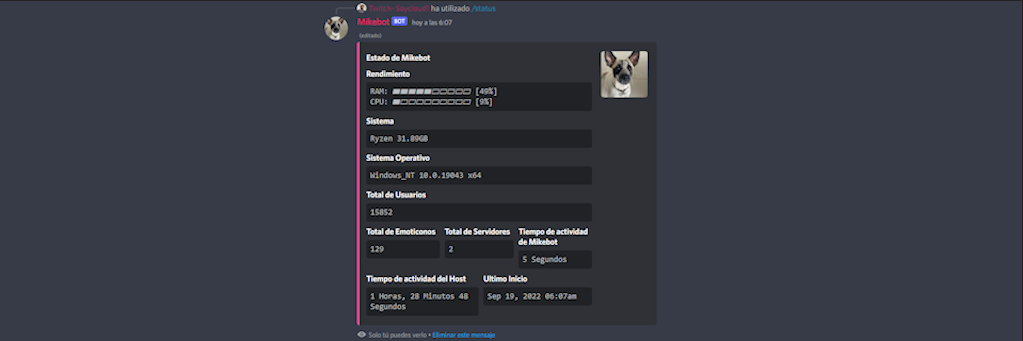 ha utilizado /status
Mikebot BOT hoy a las 6:07
(editado)
Estado de Mikebot
Rendimiento
RAM: [49%]
CPU: [9%]
Sistema
Ryzen 31.89GB
Sistema Operativo
Windows_NT 10.0.19043 x64
Total de Usuarios
15852
Total de Emoticonos
129
Total de Servidores
2
Tiempo de actividad
de Mikebot
5 Segundos
Tiempo de actividad del Host
1 Horas, 28 Minutos 48
Segundos
Ultimo Inicio
Sep 19, 2022 06:07am
Solo tú puedes verlo • Eliminar este mensaje